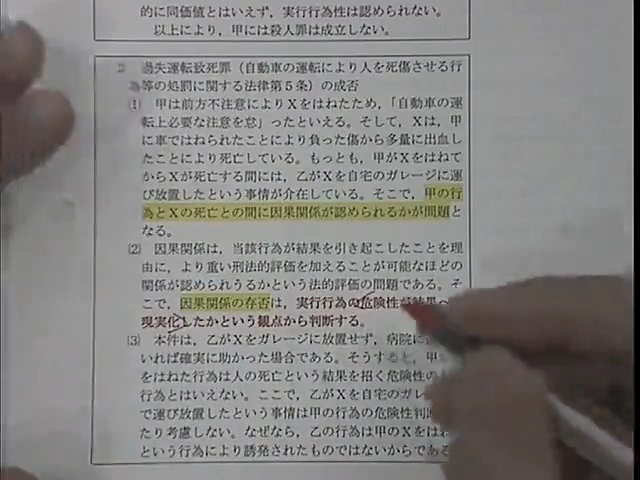 的に同価値とはいえず，実行行為性は認められない。
以上により，甲には殺人罪は成立しない。
2 過失運転致死罪（自動車の運転により人を死傷させる行
為等の処罰に関する法律第５条）の成否
(1) 甲は前方不注意によりＸをはねたため，「自動車の運
転上必要な注意を怠」ったといえる。そして，Ｘは，甲
に車ではねられたことにより負った傷から多量に出血し
たことにより死亡している。もっとも，甲がＸをはねて
からＸが死亡する間には，乙がＸを自宅のガレージに運
び放置したという事情が介在している。そこで，甲の行
為とＸの死亡との間に因果関係が認められるかが問題と
なる。
(2) 因果関係は，当該行為が結果を引き起こしたことを理
由に，より重い刑法的評価を加えることが可能なほどの
関係が認められうるかという法的評価の問題である。そ
こで，因果関係の存否は，実行行為の危険性が結果へ
現実化したかという観点から判断する。
(3) 本件は，乙がＸをガレージに放置せず，病院に
いれば確実に助かった場合である。そうすると，甲
をはねた行為は人の死亡という結果を招く危険性の
行為とはいえない。ここで，乙がＸを自宅のガレー
で運び放置したという事情は甲の行為の危険性判
たり考慮しない。なぜなら，乙の行為は甲のＸをはね
という行為により誘発されたものではないからである